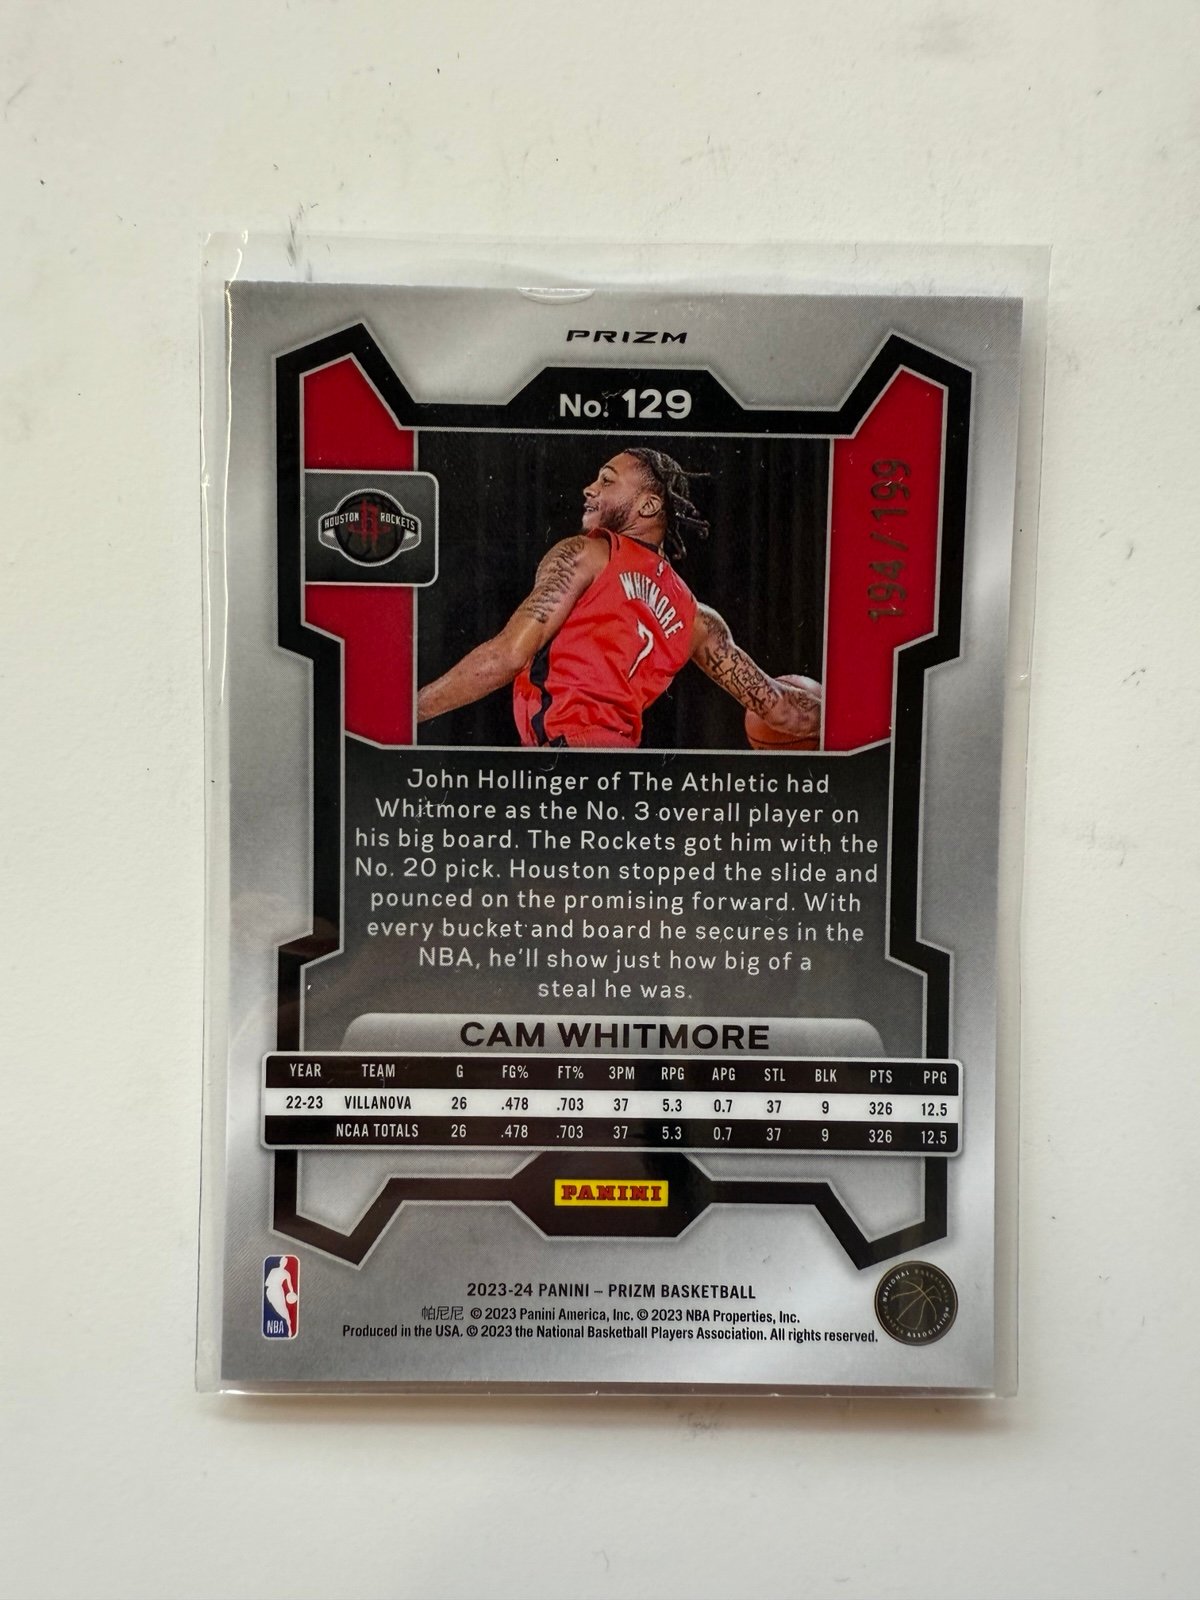 PRIZM
No. 129
HOUSTON ROCKETS
194/199
WHITMORE
7
John Hollinger of The Athletic had
Whitmore as the No. 3 overall player on
his big board. The Rockets got him with the
No. 20 pick. Houston stopped the slide and
pounced on the promising forward. With
every bucket and board he secures in the
NBA, he'll show just how big of a
steal he was.
CAM WHITMORE
YEAR TEAM G FG% FT% 3PM RPG APG STL BLK PTS PPG
22-23 VILLANOVA 26 .478 .703 37 5.3 0.7 37 9 326 12.5
NCAA TOTALS 26 .478 .703 37 5.3 0.7 37 9 326 12.5
PANINI
2023-24 PANINI – PRIZM BASKETBALL
帕尼尼 © 2023 Panini America, Inc. © 2023 NBA Properties, Inc.
Produced in the USA. © 2023 the National Basketball Players Association. All rights reserved.
NBA
NATIONAL BASKETBALL
PLAYERS ASSOCIATION